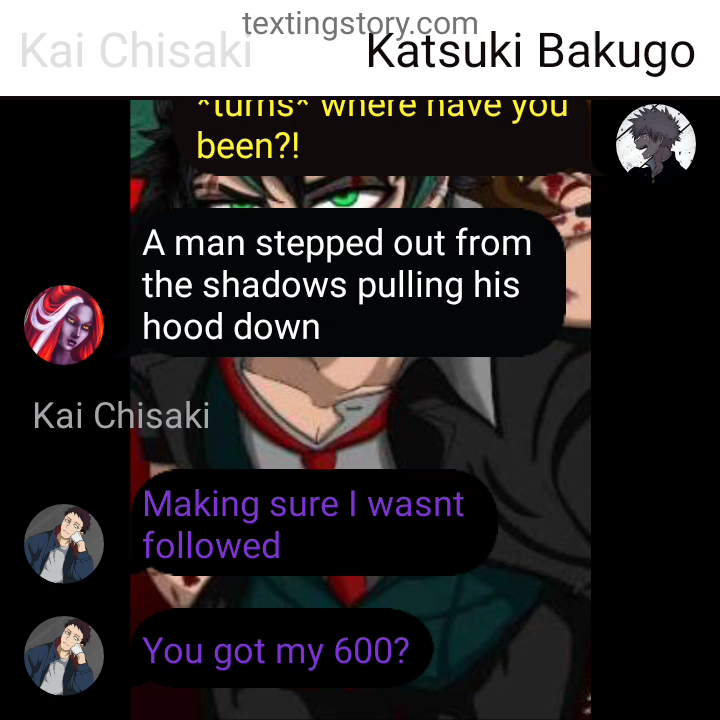 textingstory.com
Kai Chisaki
Katsuki Bakugo
*turns* where have you
been?!
A man stepped out from
the shadows pulling his
hood down
Kai Chisaki
Making sure I wasnt
followed
You got my 600?